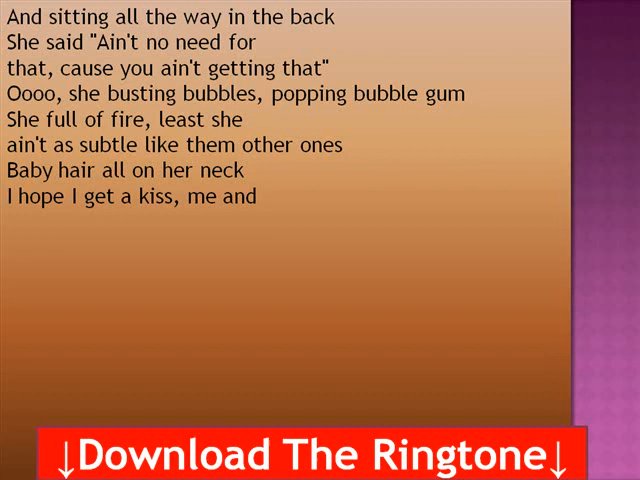 And sitting all the way in the back
She said "Ain't no need for
that, cause you ain't getting that"
Oooo, she busting bubbles, popping bubble gum
She full of fire, least she
ain't as subtle like them other ones
Baby hair all on her neck
I hope I get a kiss, me and
↓Download The Ringtone↓